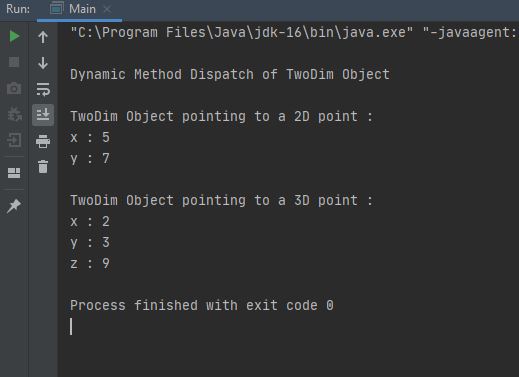 Run: Main
"C:\Program Files\Java\jdk-16\bin\java.exe" "-javaagent:
Dynamic Method Dispatch of TwoDim Object
TwoDim Object pointing to a 2D point :
x : 5
y : 7
TwoDim Object pointing to a 3D point :
x : 2
y : 3
z : 9
Process finished with exit code 0